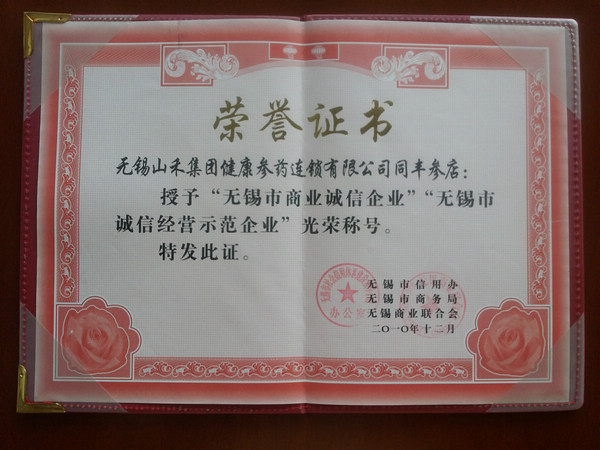 荣誉证书
无锡山禾集团健康参药连锁有限公司同丰参店：
授予“无锡市商业诚信企业”“无锡市
诚信经营示范企业”光荣称号。
特发此证。
无锡市信用办
无锡市商务局
无锡商业联合会
二〇一〇年十二月
办公室